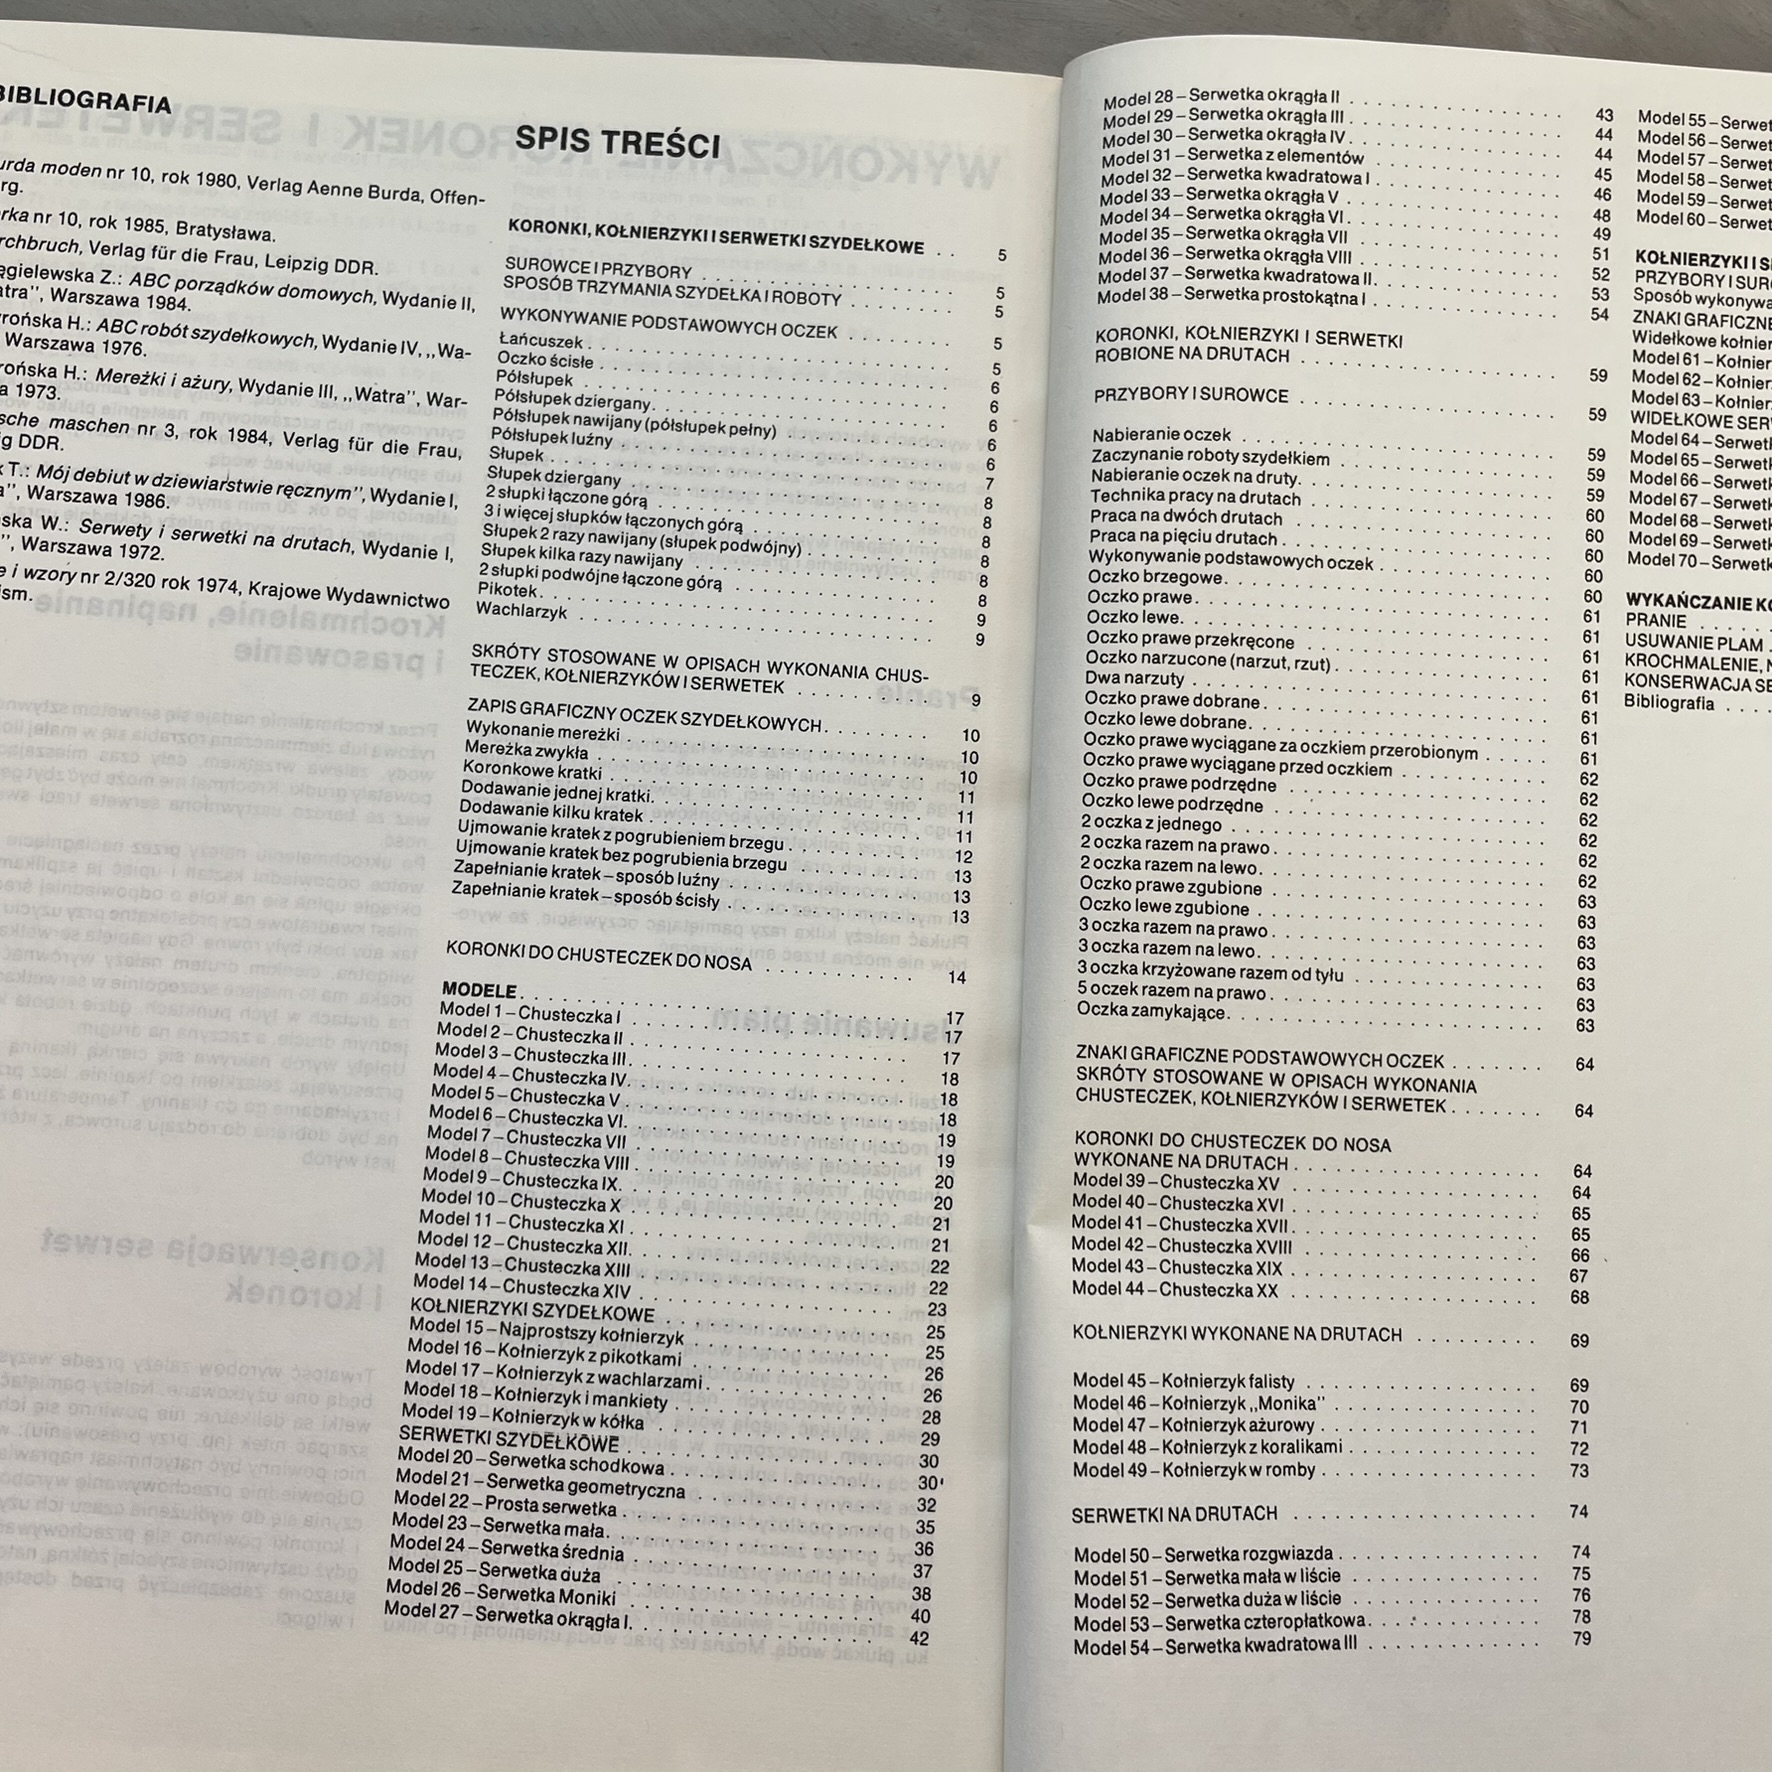 BIBLIOGRAFIA
Burda moden nr 10, rok 1980, Verlag Aenne Burda, Offen-
rg.
rka nr 10, rok 1985, Bratysława.
rchbruch, Verlag für die Frau, Leipzig DDR.
ęgielewska Z.: ABC porządków domowych, Wydanie II,
atra", Warszawa 1984.
rońska H.: ABC robót szydełkowych, Wydanie IV, ,,Wa-
Warszawa 1976.
rońska H.: Mereżki i ażury, Wydanie III, ,,Watra", War-
a 1973.
sche maschen nr 3, rok 1984, Verlag für die Frau,
ig DDR.
k T.: Mój debiut w dziewiarstwie ręcznym", Wydanie I,
a", Warszawa 1986.
ska W.: Serwety i serwetki na drutach, Wydanie I,
", Warszawa 1972.
e i wzory nr 2/320 rok 1974, Krajowe Wydawnictwo
ism.
SPIS TREŚCI
KORONKI, KOŁNIERZYKI I SERWETKI SZYDEŁKOWE . . 5
SUROWCE I PRZYBORY . . . 5
SPOSÓB TRZYMANIA SZYDEŁKA I ROBOTY . . . 5
WYKONYWANIE PODSTAWOWYCH OCZEK . . . 5
Łańcuszek . . . 5
Oczko ścisłe . . . 6
Półsłupek . . . 6
Półsłupek dziergany . . . 6
Półsłupek nawijany (półsłupek pełny) . . . 6
Półsłupek luźny . . . 6
Słupek . . . 7
Słupek dziergany . . . 8
2 słupki łączone górą . . . 8
3 i więcej słupków łączonych górą . . . 8
Słupek 2 razy nawijany (słupek podwójny) . . . 8
Słupek kilka razy nawijany . . . 8
2 słupki podwójne łączone górą . . . 8
Pikotek . . . 9
Wachlarzyk . . . 9
SKRÓTY STOSOWANE W OPISACH WYKONANIA CHUS-
TECZEK, KOŁNIERZYKÓW I SERWETEK . . . 9
ZAPIS GRAFICZNY OCZEK SZYDEŁKOWYCH . . . 10
Wykonanie mereżki . . . 10
Mereżka zwykła . . . 10
Koronkowe kratki . . . 11
Dodawanie jednej kratki . . . 11
Dodawanie kilku kratek . . . 11
Ujmowanie kratek z pogrubieniem brzegu . . . 12
Ujmowanie kratek bez pogrubienia brzegu . . . 13
Zapełnianie kratek – sposób luźny . . . 13
Zapełnianie kratek – sposób ścisły . . . 13
KORONKI DO CHUSTECZEK DO NOSA . . . 14
MODELE . . . 17
Model 1 – Chusteczka I . . . 17
Model 2 – Chusteczka II . . . 17
Model 3 – Chusteczka III . . . 18
Model 4 – Chusteczka IV . . . 18
Model 5 – Chusteczka V . . . 18
Model 6 – Chusteczka VI . . . 19
Model 7 – Chusteczka VII . . . 19
Model 8 – Chusteczka VIII . . . 20
Model 9 – Chusteczka IX . . . 20
Model 10 – Chusteczka X . . . 21
Model 11 – Chusteczka XI . . . 21
Model 12 – Chusteczka XII . . . 22
Model 13 – Chusteczka XIII . . . 22
Model 14 – Chusteczka XIV . . . 23
KOŁNIERZYKI SZYDEŁKOWE . . . 25
Model 15 – Najprostszy kołnierzyk . . . 25
Model 16 – Kołnierzyk z pikotkami . . . 26
Model 17 – Kołnierzyk z wachlarzami . . . 26
Model 18 – Kołnierzyk i mankiety . . . 28
Model 19 – Kołnierzyk w kółka . . . 29
SERWETKI SZYDEŁKOWE . . . 30
Model 20 – Serwetka schodkowa . . . 30
Model 21 – Serwetka geometryczna . . . 32
Model 22 – Prosta serwetka . . . 35
Model 23 – Serwetka mała . . . 36
Model 24 – Serwetka średnia . . . 37
Model 25 – Serwetka duża . . . 38
Model 26 – Serwetka Moniki . . . 40
Model 27 – Serwetka okrągła I . . . 42
Model 28 – Serwetka okrągła II . . . 43
Model 29 – Serwetka okrągła III . . . 44
Model 30 – Serwetka okrągła IV . . . 44
Model 31 – Serwetka z elementów . . . 45
Model 32 – Serwetka kwadratowa I . . . 46
Model 33 – Serwetka okrągła V . . . 48
Model 34 – Serwetka okrągła VI . . . 49
Model 35 – Serwetka okrągła VII . . . 51
Model 36 – Serwetka okrągła VIII . . . 52
Model 37 – Serwetka kwadratowa II . . . 53
Model 38 – Serwetka prostokątna I . . . 54
KORONKI, KOŁNIERZYKI I SERWETKI
ROBIONE NA DRUTACH . . . 59
PRZYBORY I SUROWCE . . . 59
Nabieranie oczek . . . 59
Zaczynanie roboty szydełkiem . . . 59
Nabieranie oczek na druty . . . 59
Technika pracy na drutach . . . 60
Praca na dwóch drutach . . . 60
Praca na pięciu drutach . . . 60
Wykonywanie podstawowych oczek . . . 60
Oczko brzegowe . . . 60
Oczko prawe . . . 61
Oczko lewe . . . 61
Oczko prawe przekręcone . . . 61
Oczko narzucone (narzut, rzut) . . . 61
Dwa narzuty . . . 61
Oczko prawe dobrane . . . 61
Oczko lewe dobrane . . . 61
Oczko prawe wyciągane za oczkiem przerobionym . . . 61
Oczko prawe wyciągane przed oczkiem . . . 62
Oczko prawe podrzędne . . . 62
Oczko lewe podrzędne . . . 62
2 oczka z jednego . . . 62
2 oczka razem na prawo . . . 62
2 oczka razem na lewo . . . 62
Oczko prawe zgubione . . . 63
Oczko lewe zgubione . . . 63
3 oczka razem na prawo . . . 63
3 oczka razem na lewo . . . 63
3 oczka krzyżowane razem od tyłu . . . 63
5 oczek razem na prawo . . . 63
Oczka zamykające . . . 63
ZNAKI GRAFICZNE PODSTAWOWYCH OCZEK . . . 64
SKRÓTY STOSOWANE W OPISACH WYKONANIA
CHUSTECZEK, KOŁNIERZYKÓW I SERWETEK . . . 64
KORONKI DO CHUSTECZEK DO NOSA
WYKONANE NA DRUTACH . . . 64
Model 39 – Chusteczka XV . . . 64
Model 40 – Chusteczka XVI . . . 65
Model 41 – Chusteczka XVII . . . 65
Model 42 – Chusteczka XVIII . . . 66
Model 43 – Chusteczka XIX . . . 67
Model 44 – Chusteczka XX . . . 68
KOŁNIERZYKI WYKONANE NA DRUTACH . . . 69
Model 45 – Kołnierzyk falisty . . . 69
Model 46 – Kołnierzyk ,,Monika" . . . 70
Model 47 – Kołnierzyk ażurowy . . . 71
Model 48 – Kołnierzyk z koralikami . . . 72
Model 49 – Kołnierzyk w romby . . . 73
SERWETKI NA DRUTACH . . . 74
Model 50 – Serwetka rozgwiazda . . . 74
Model 51 – Serwetka mała w liście . . . 75
Model 52 – Serwetka duża w liście . . . 76
Model 53 – Serwetka czteropłatkowa . . . 78
Model 54 – Serwetka kwadratowa III . . . 79
Model 55 – Serwet
Model 56 – Serwet
Model 57 – Serwet
Model 58 – Serwet
Model 59 – Serwet
Model 60 – Serwet
KOŁNIERZYKI I S
PRZYBORY I SURO
Sposób wykonywa
ZNAKI GRAFICZNE
Widełkowe kołnier
Model 61 – Kołnier
Model 62 – Kołnier
Model 63 – Kołnier
WIDEŁKOWE SER
Model 64 – Serwetk
Model 65 – Serwetk
Model 66 – Serwetk
Model 67 – Serwetk
Model 68 – Serwetk
Model 69 – Serwetk
Model 70 – Serwetk
WYKAŃCZANIE KO
PRANIE . . .
USUWANIE PLAM .
KROCHMALENIE, N
KONSERWACJA SE
Bibliografia . . .